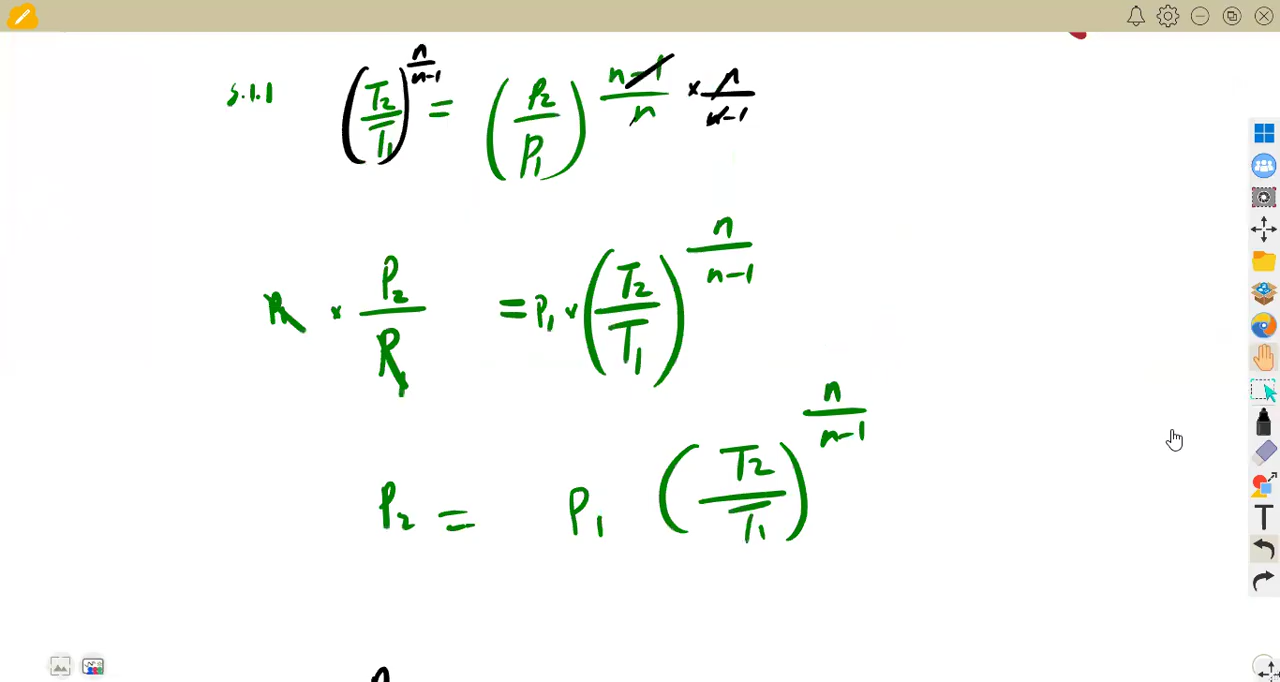 5.1.1 (T2/T1)^(n/(n-1)) = (P2/P1)^((n-1)/n × n/(n-1))
P1 × P2/P1 = P1 × (T2/T1)^(n/(n-1))
P2 = P1 (T2/T1)^(n/(n-1))
n